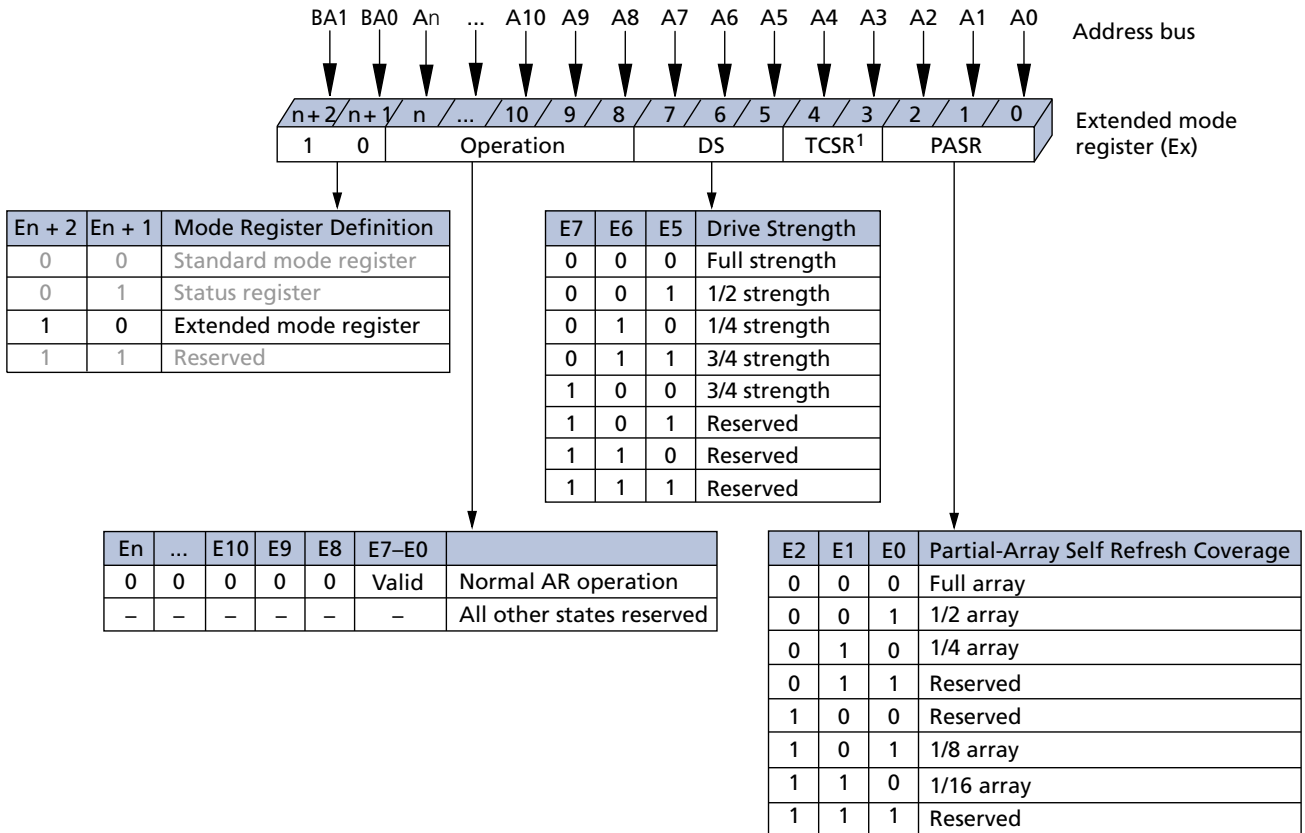 BA1 BA0 An ... A10 A9 A8 A7 A6 A5 A4 A3 A2 A1 A0
Address bus
n + 2 n + 1 n ... 10 9 8 7 6 5 4 3 2 1 0
Extended mode
register (Ex)
1 0 Operation DS TCSR1 PASR
En + 2 En + 1 Mode Register Definition
0 0 Standard mode register
0 1 Status register
1 0 Extended mode register
1 1 Reserved
E7 E6 E5 Drive Strength
0 0 0 Full strength
0 0 1 1/2 strength
0 1 0 1/4 strength
0 1 1 3/4 strength
1 0 0 3/4 strength
1 0 1 Reserved
1 1 0 Reserved
1 1 1 Reserved
En ... E10 E9 E8 E7–E0
0 0 0 0 0 Valid Normal AR operation
– – – – – – All other states reserved
E2 E1 E0 Partial-Array Self Refresh Coverage
0 0 0 Full array
0 0 1 1/2 array
0 1 0 1/4 array
0 1 1 Reserved
1 0 0 Reserved
1 0 1 1/8 array
1 1 0 1/16 array
1 1 1 Reserved